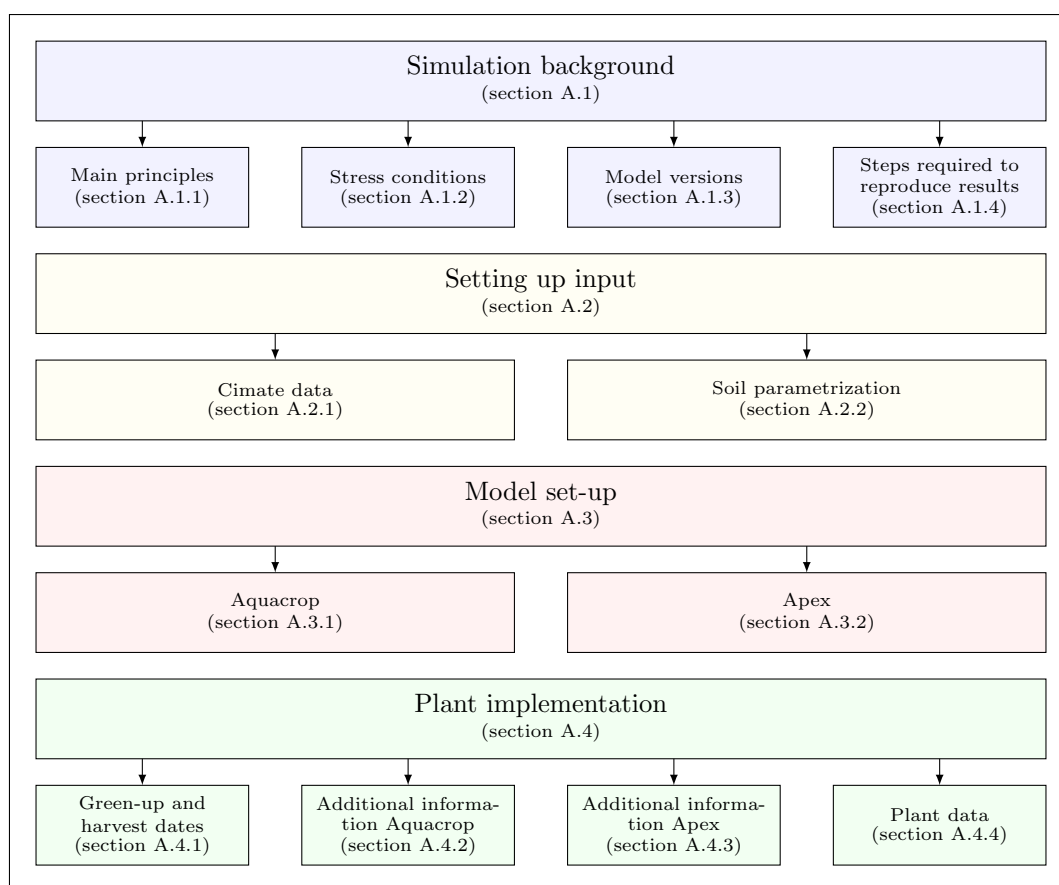 Simulation background
(section A.1)
Main principles
(section A.1.1)
Stress conditions
(section A.1.2)
Model versions
(section A.1.3)
Steps required to
reproduce results
(section A.1.4)
Setting up input
(section A.2)
Cimate data
(section A.2.1)
Soil parametrization
(section A.2.2)
Model set-up
(section A.3)
Aquacrop
(section A.3.1)
Apex
(section A.3.2)
Plant implementation
(section A.4)
Green-up and
harvest dates
(section A.4.1)
Additional informa-
tion Aquacrop
(section A.4.2)
Additional informa-
tion Apex
(section A.4.3)
Plant data
(section A.4.4)